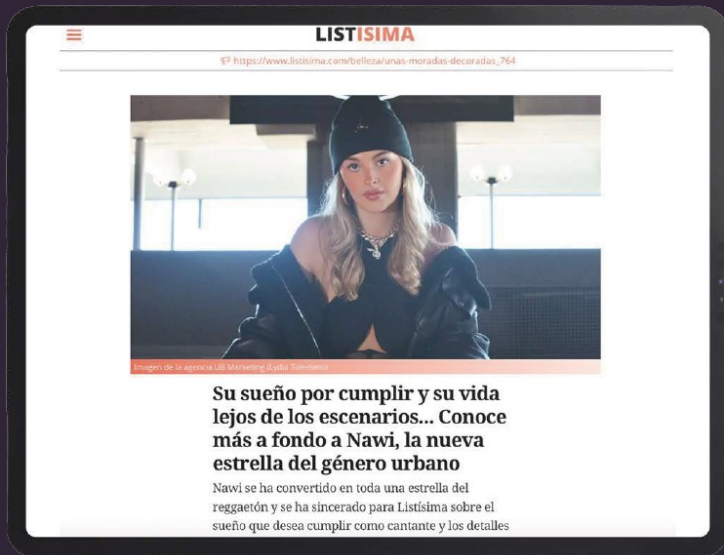 LISTISIMA
https://www.listisima.com/belleza/unas-moradas-decoradas_764
Imagen de la agencia UB Marketing (Lydia Toledano)
Su sueño por cumplir y su vida
lejos de los escenarios... Conoce
más a fondo a Nawi, la nueva
estrella del género urbano
Nawi se ha convertido en toda una estrella del
reggaetón y se ha sincerado para Listísima sobre el
sueño que desea cumplir como cantante y los detalles